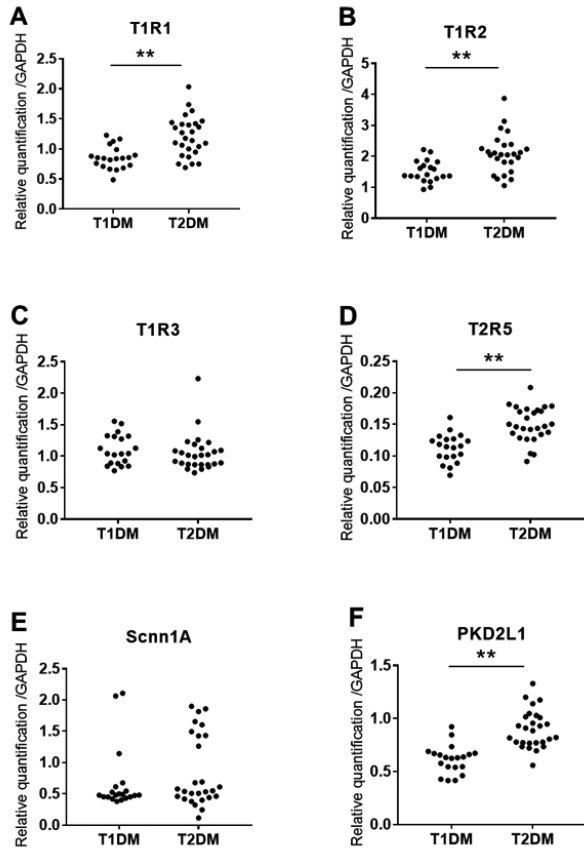 A
T1R1
**
Relative quantification /GAPDH
2.5
2.0
1.5
1.0
0.5
0.0
T1DM
T2DM
B
T1R2
**
Relative quantification /GAPDH
5
4
3
2
1
0
T1DM
T2DM
C
T1R3
Relative quantification /GAPDH
2.5
2.0
1.5
1.0
0.5
0.0
T1DM
T2DM
D
T2R5
**
Relative quantification /GAPDH
0.25
0.20
0.15
0.10
0.05
0.00
T1DM
T2DM
E
Scnn1A
Relative quantification /GAPDH
2.5
2.0
1.5
1.0
0.5
0.0
T1DM
T2DM
F
PKD2L1
**
Relative quantification /GAPDH
1.5
1.0
0.5
0.0
T1DM
T2DM